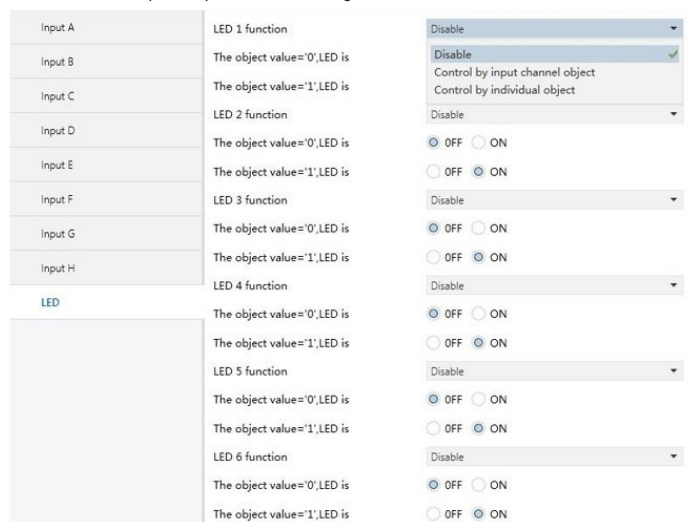 Input A
Input B
Input C
Input D
Input E
Input F
Input G
Input H
LED
LED 1 function Disable
The object value='0',LED is Disable
Control by input channel object
The object value='1',LED is Control by individual object
LED 2 function Disable
The object value='0',LED is OFF ON
The object value='1',LED is OFF ON
LED 3 function Disable
The object value='0',LED is OFF ON
The object value='1',LED is OFF ON
LED 4 function Disable
The object value='0',LED is OFF ON
The object value='1',LED is OFF ON
LED 5 function Disable
The object value='0',LED is OFF ON
The object value='1',LED is OFF ON
LED 6 function Disable
The object value='0',LED is OFF ON
The object value='1',LED is OFF ON